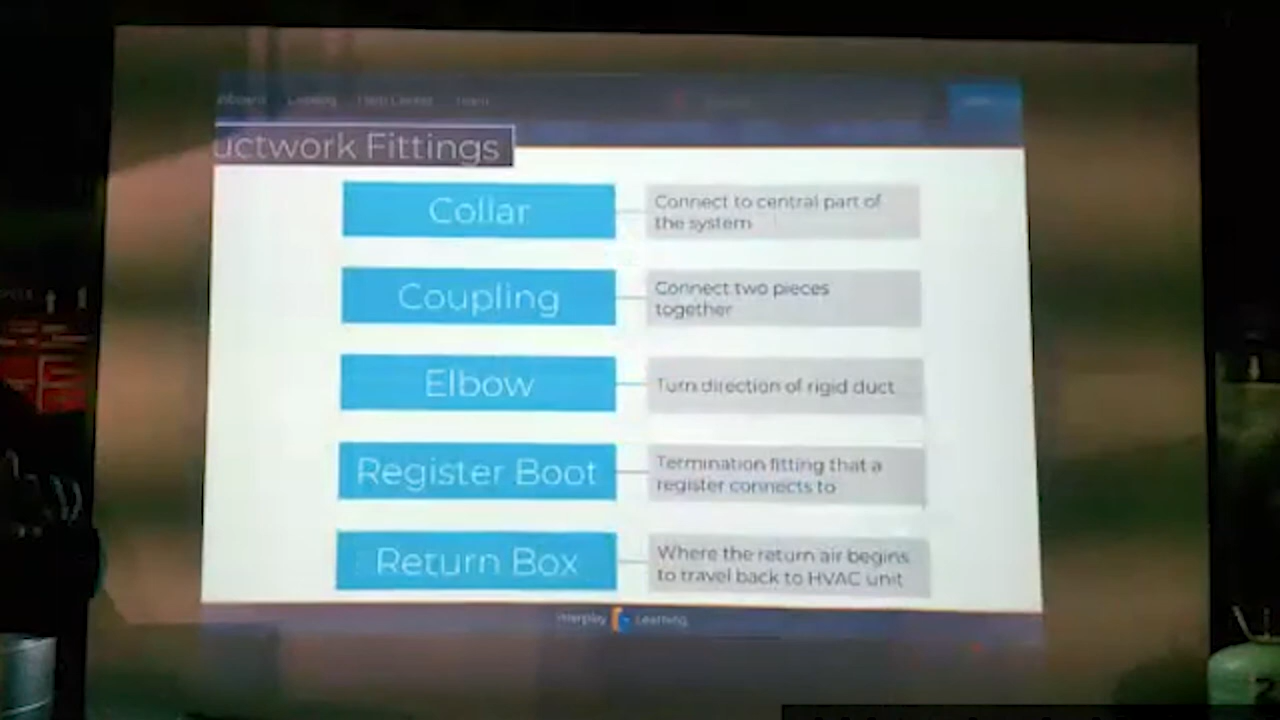 uctwork Fittings
Collar
Connect to central part of
the system
Coupling
Connect two pieces
together
Elbow
Turn direction of rigid duct
Register Boot
Termination fitting that a
register connects to
Return Box
Where the return air begins
to travel back to HVAC unit
Interplay Learning